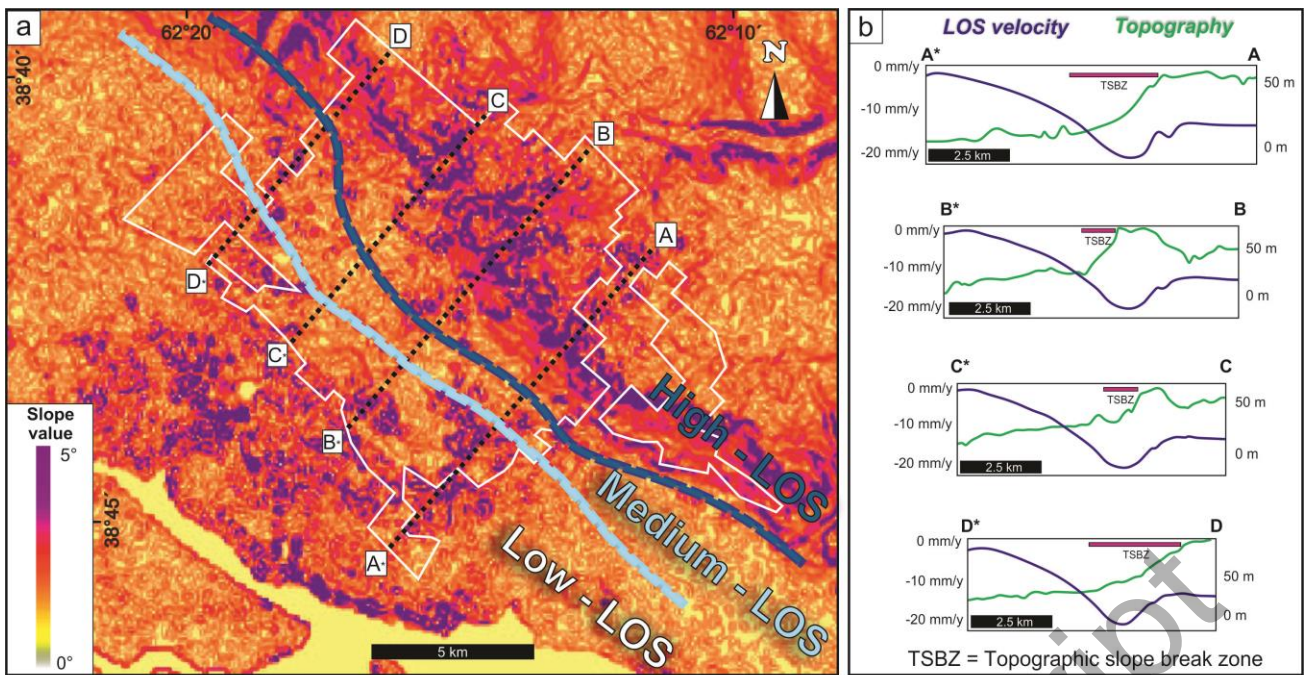 a
62°20
62°10
38°40
38°45
N
D
C
B
A
D*
C*
B*
A*
High - LOS
Medium - LOS
Low - LOS
Slope
value
5°
0°
5 km
b
LOS velocity
Topography
A*
A
0 mm/y
-10 mm/y
-20 mm/y
TSBZ
50 m
0 m
2.5 km
B*
B
0 mm/y
-10 mm/y
-20 mm/y
TSBZ
50 m
0 m
2.5 km
C*
C
0 mm/y
-10 mm/y
-20 mm/y
TSBZ
50 m
0 m
2.5 km
D*
D
0 mm/y
-10 mm/y
-20 mm/y
TSBZ
50 m
0 m
2.5 km
TSBZ = Topographic slope break zone
ript